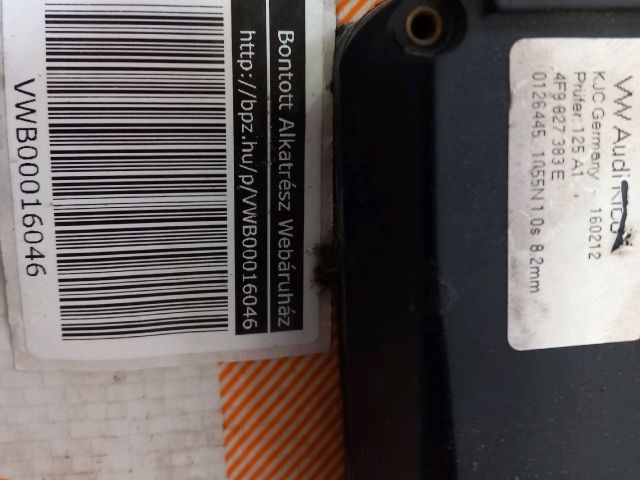 Bontott Alkatrész Webáruház
http://bpz.hu/p/VWB00016046
VWB00016046
VW Audi
KJC Germany 160212
Prüfer: 125 A1
4F9 827 383 E
0126445 1055N 1.0s 8.2mm